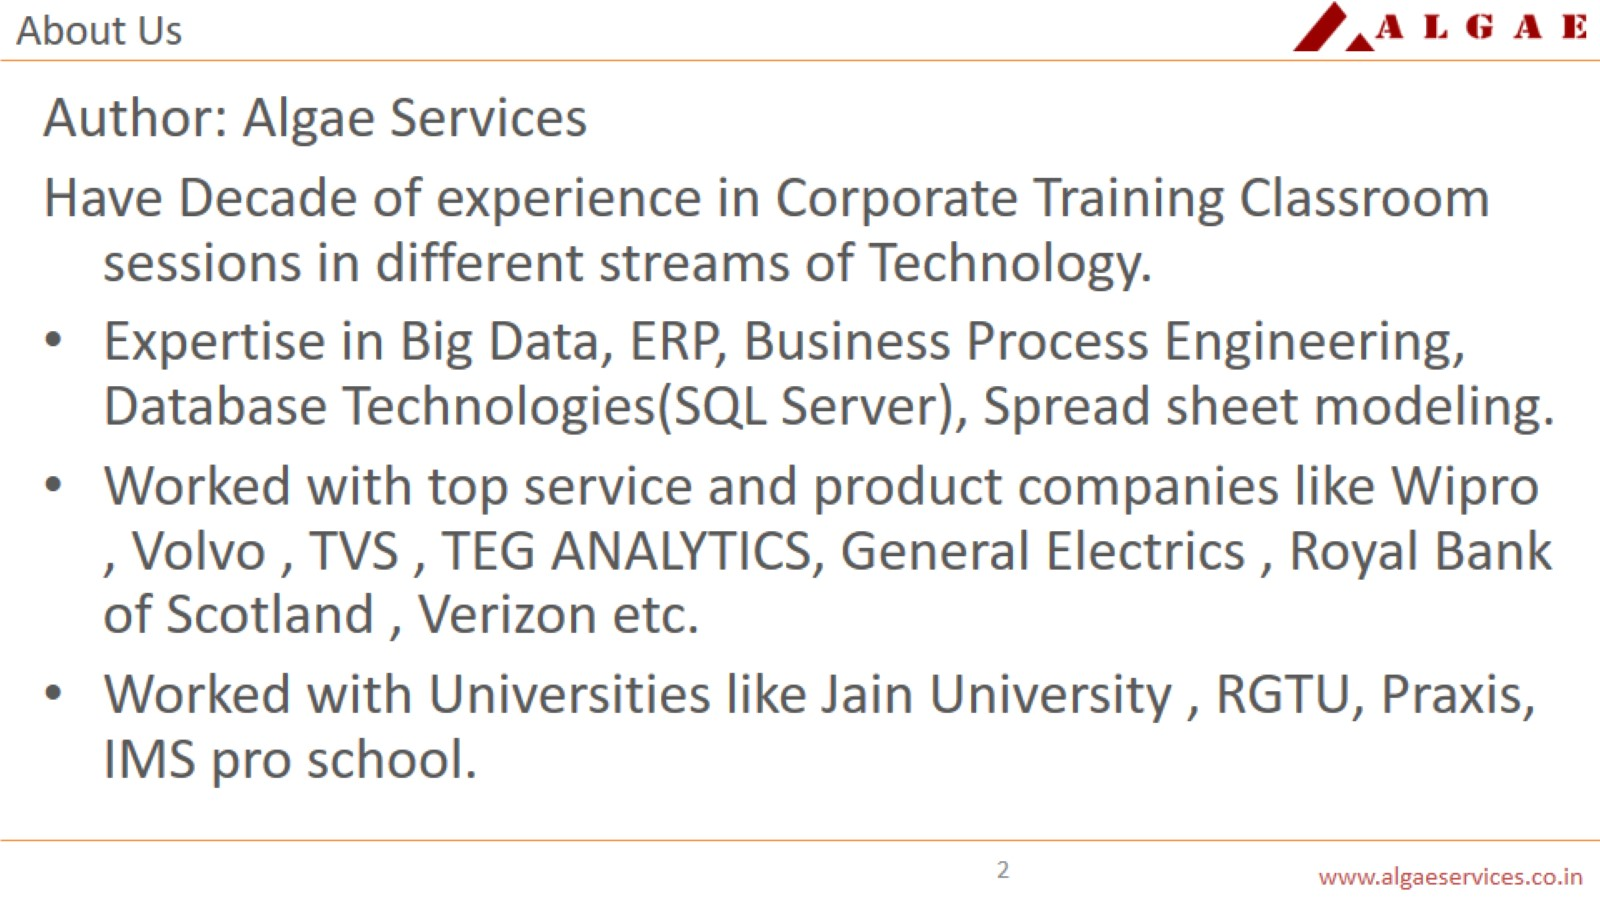 About Us
ALGAE
Author: Algae Services
Have Decade of experience in Corporate Training Classroom
sessions in different streams of Technology.
• Expertise in Big Data, ERP, Business Process Engineering,
Database Technologies(SQL Server), Spread sheet modeling.
• Worked with top service and product companies like Wipro
, Volvo , TVS , TEG ANALYTICS, General Electrics , Royal Bank
of Scotland , Verizon etc.
• Worked with Universities like Jain University , RGTU, Praxis,
IMS pro school.
2
www.algaeservices.co.in